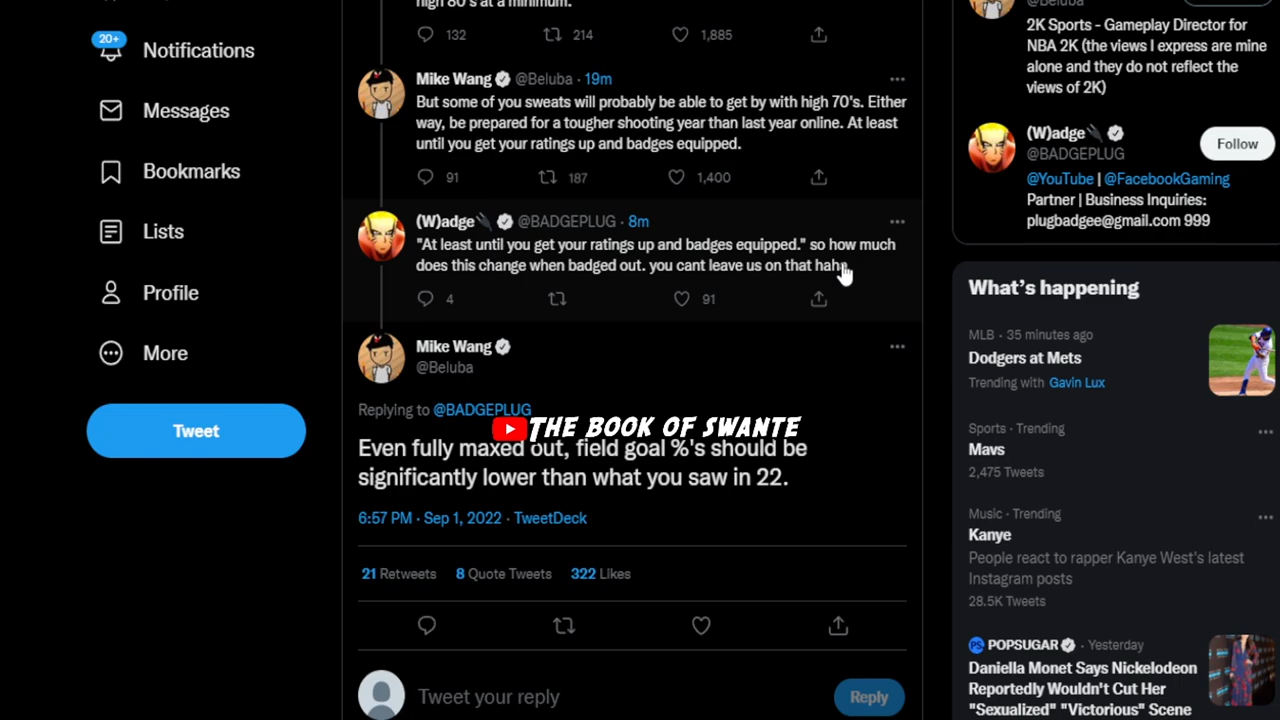 high 80's at a minimum.
132 214 1,885
Mike Wang @Beluba · 19m
But some of you sweats will probably be able to get by with high 70's. Either
way, be prepared for a tougher shooting year than last year online. At least
until you get your ratings up and badges equipped.
91 187 1,400
(W)adge @BADGEPLUG · 8m
"At least until you get your ratings up and badges equipped." so how much
does this change when badged out. you cant leave us on that haha
4 91
Mike Wang
@Beluba
Replying to @BADGEPLUG
THE BOOK OF SWANTE
Even fully maxed out, field goal %'s should be
significantly lower than what you saw in 22.
6:57 PM · Sep 1, 2022 · TweetDeck
21 Retweets 8 Quote Tweets 322 Likes
Tweet your reply
Reply
20+
Notifications
Messages
Bookmarks
Lists
Profile
More
Tweet
@Beluba
2K Sports - Gameplay Director for
NBA 2K (the views I express are mine
alone and they do not reflect the
views of 2K)
(W)adge
@BADGEPLUG
Follow
@YouTube | @FacebookGaming
Partner | Business Inquiries:
plugbadgee@gmail.com 999
What's happening
MLB · 35 minutes ago
Dodgers at Mets
Trending with Gavin Lux
Sports · Trending
Mavs
2,475 Tweets
Music · Trending
Kanye
People react to rapper Kanye West's latest
Instagram posts
28.5K Tweets
POPSUGAR · Yesterday
Daniella Monet Says Nickelodeon
Reportedly Wouldn't Cut Her
"Sexualized" "Victorious" Scene